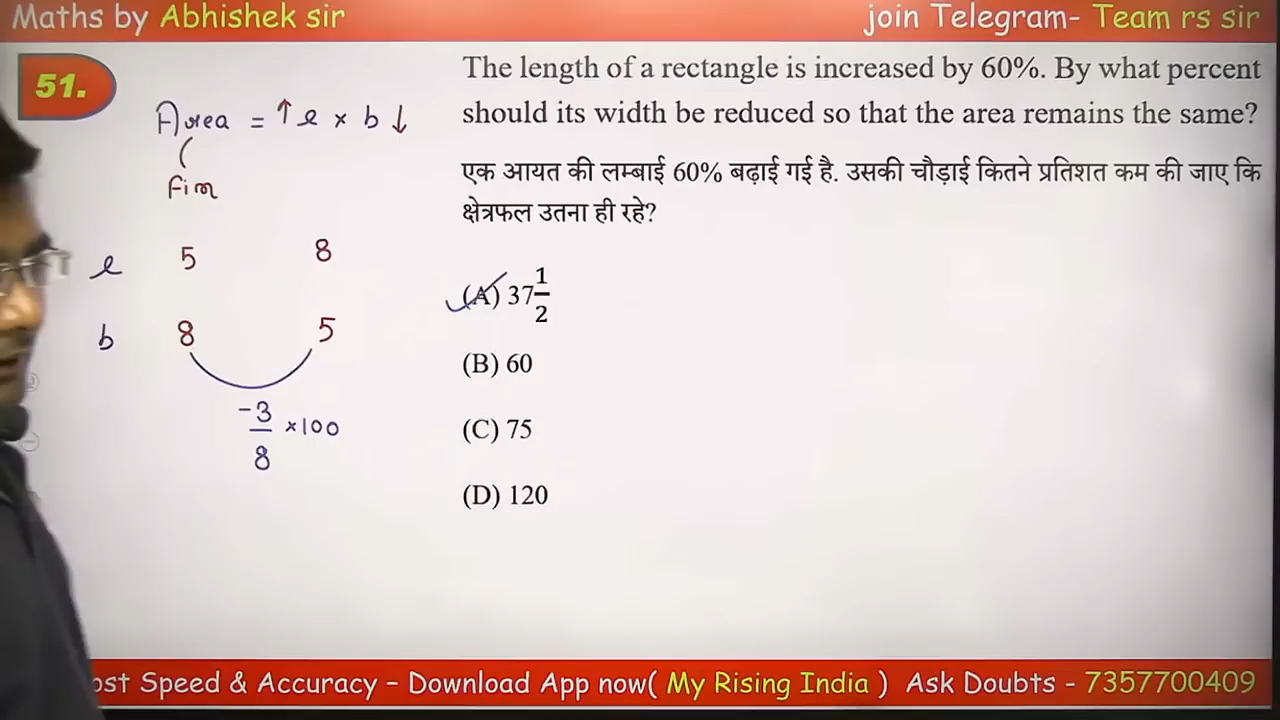 Maths by Abhishek sir
join Telegram- Team rs sir
51.
The length of a rectangle is increased by 60%. By what percent
should its width be reduced so that the area remains the same?
एक आयत की लम्बाई 60% बढ़ाई गई है. उसकी चौड़ाई कितने प्रतिशत कम की जाए कि
क्षेत्रफल उतना ही रहे?
Area = ↑ l × b ↓
fix
l 5 8
b 8 5
-3/8 ×100
(A) 37 1/2
(B) 60
(C) 75
(D) 120
ost Speed & Accuracy – Download App now( My Rising India ) Ask Doubts - 7357700409